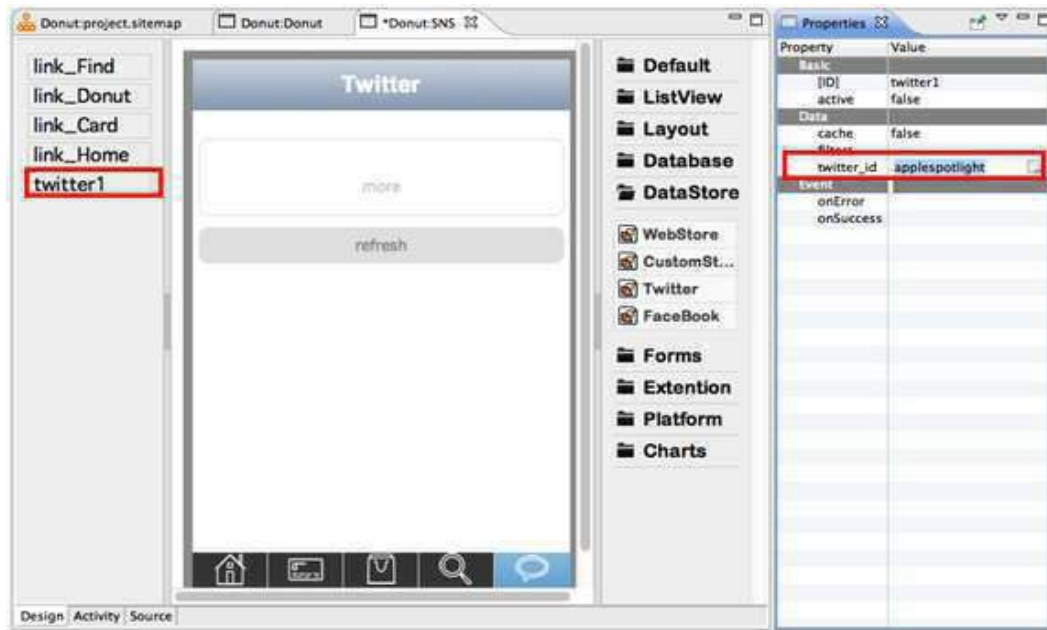 Donut:project.sitemap
Donut:Donut
*Donut:SNS
link_Find
link_Donut
link_Card
link_Home
twitter1
Twitter
more
refresh
Default
ListView
Layout
Database
DataStore
WebStore
CustomSt...
Twitter
FaceBook
Forms
Extention
Platform
Charts
Design Activity Source
Properties
Property Value
Basic
[ID] twitter1
active false
Data
cache false
filters
twitter_id applespotlight
Event
onError
onSuccess